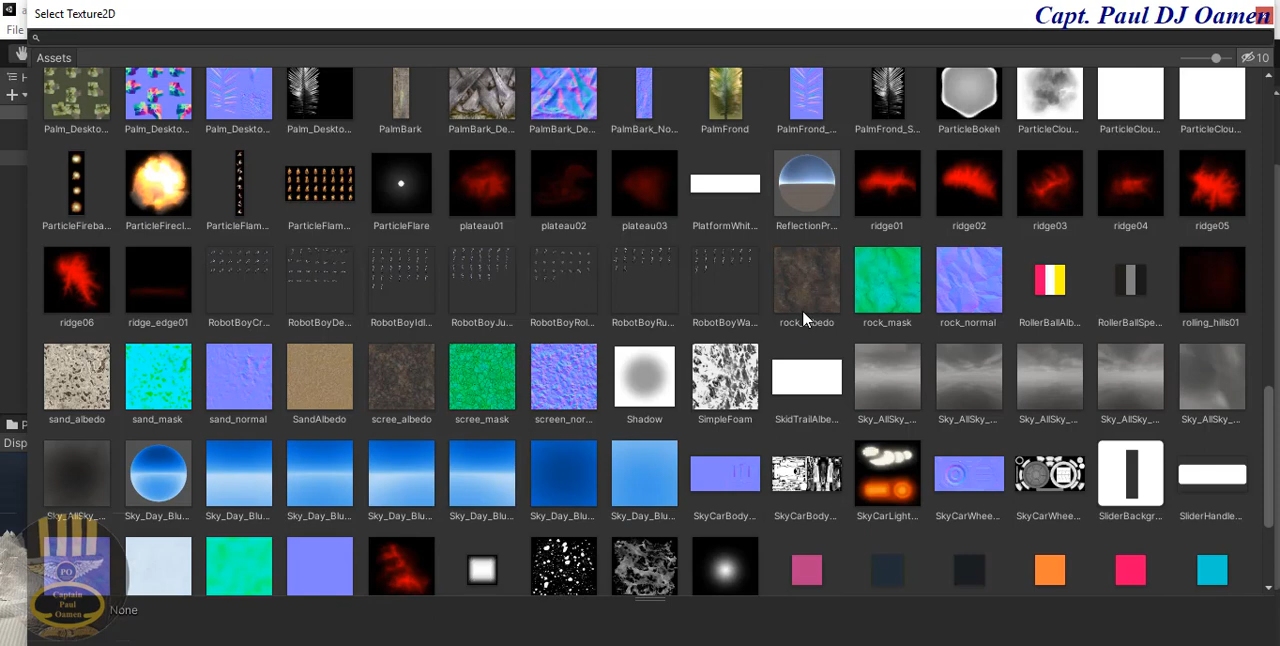 Select Texture2D
Capt. Paul DJ Oamen
File
Assets
10
Palm_Deskto... Palm_Deskto... Palm_Deskto... Palm_Deskto... PalmBark PalmBark_De... PalmBark_De... PalmBark_No... PalmFrond PalmFrond_... PalmFrond_S... ParticleBokeh ParticleClou... ParticleClou... ParticleClou...
ParticleFireba... ParticleFirecl... ParticleFlam... ParticleFlam... ParticleFlare plateau01 plateau02 plateau03 PlatformWhit... ReflectionPr... ridge01 ridge02 ridge03 ridge04 ridge05
ridge06 ridge_edge01 RobotBoyCr... RobotBoyDe... RobotBoyIdl... RobotBoyJu... RobotBoyRol... RobotBoyRu... RobotBoyWa... rock_albedo rock_mask rock_normal RollerBallAlb... RollerBallSpe... rolling_hills01
sand_albedo sand_mask sand_normal SandAlbedo scree_albedo scree_mask screen_nor... Shadow SimpleFoam SkidTrailAlbe... Sky_AllSky_... Sky_AllSky_... Sky_AllSky_... Sky_AllSky_... Sky_AllSky_...
Sky_AllSky_... Sky_Day_Blu... Sky_Day_Blu... Sky_Day_Blu... Sky_Day_Blu... Sky_Day_Blu... Sky_Day_Blu... Sky_Day_Blu... SkyCarBody... SkyCarBody... SkyCarLight... SkyCarWhee... SkyCarWhee... SliderBackgr... SliderHandle...
Disp
PO
Captain
Paul
Oamen
None